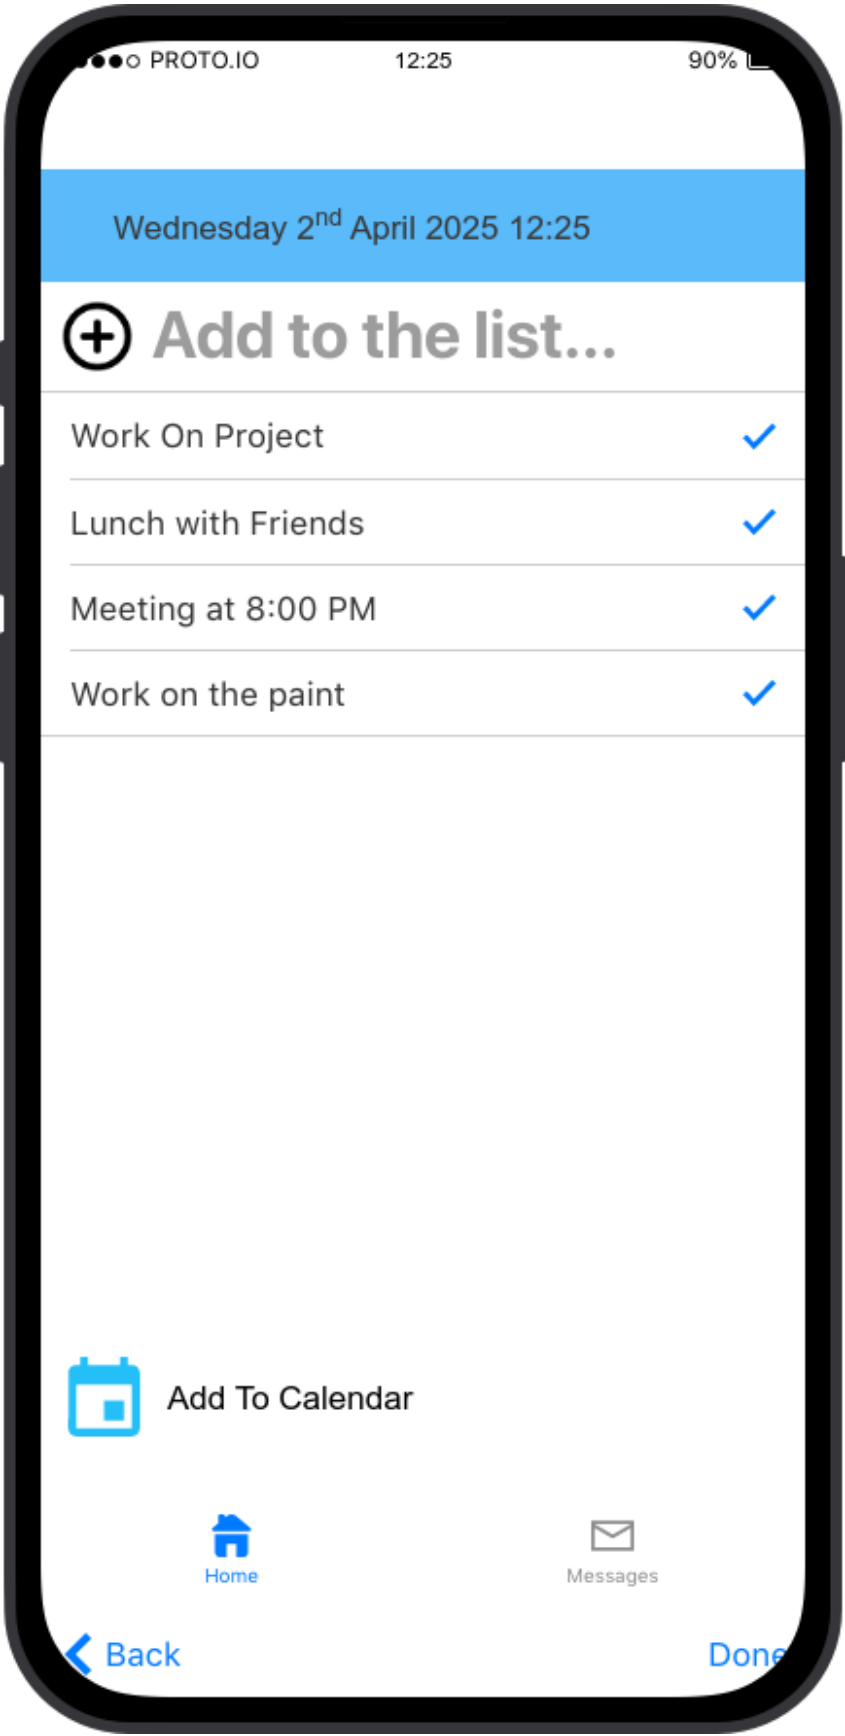 PROTO.IO 12:25 90%
Wednesday 2nd April 2025 12:25
Add to the list...
Work On Project
Lunch with Friends
Meeting at 8:00 PM
Work on the paint
Add To Calendar
Home Messages
Back Done